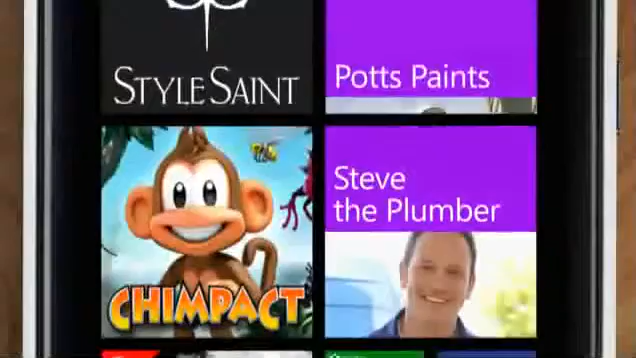 STYLESAINT
Potts Paints
CHIMPACT
Steve
the Plumber